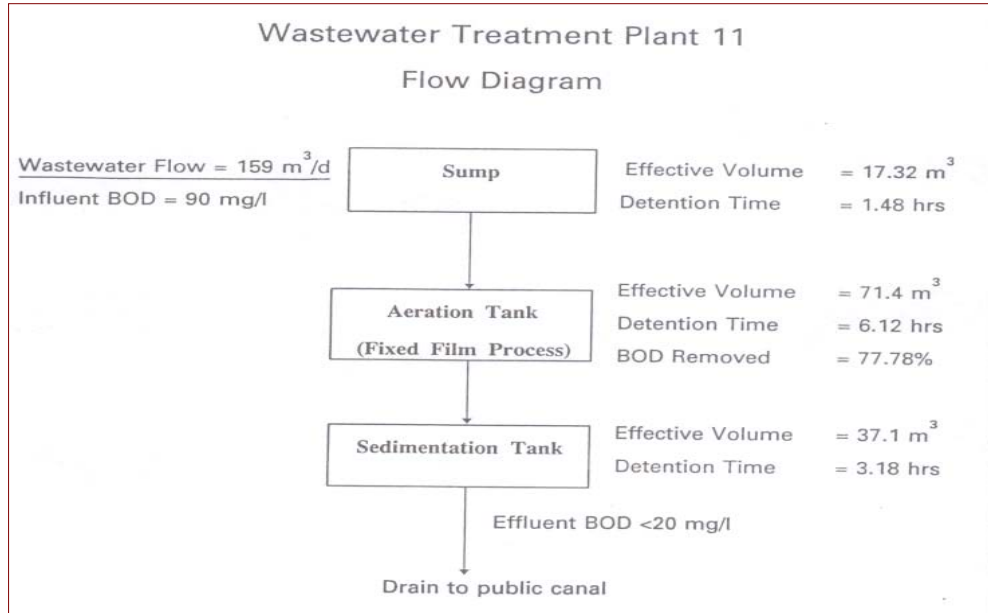 Wastewater Treatment Plant 11
Flow Diagram
Wastewater Flow = 159 m³/d
Influent BOD = 90 mg/l
Sump
Effective Volume = 17.32 m³
Detention Time = 1.48 hrs
Aeration Tank
(Fixed Film Process)
Effective Volume = 71.4 m³
Detention Time = 6.12 hrs
BOD Removed = 77.78%
Sedimentation Tank
Effective Volume = 37.1 m³
Detention Time = 3.18 hrs
Effluent BOD <20 mg/l
Drain to public canal